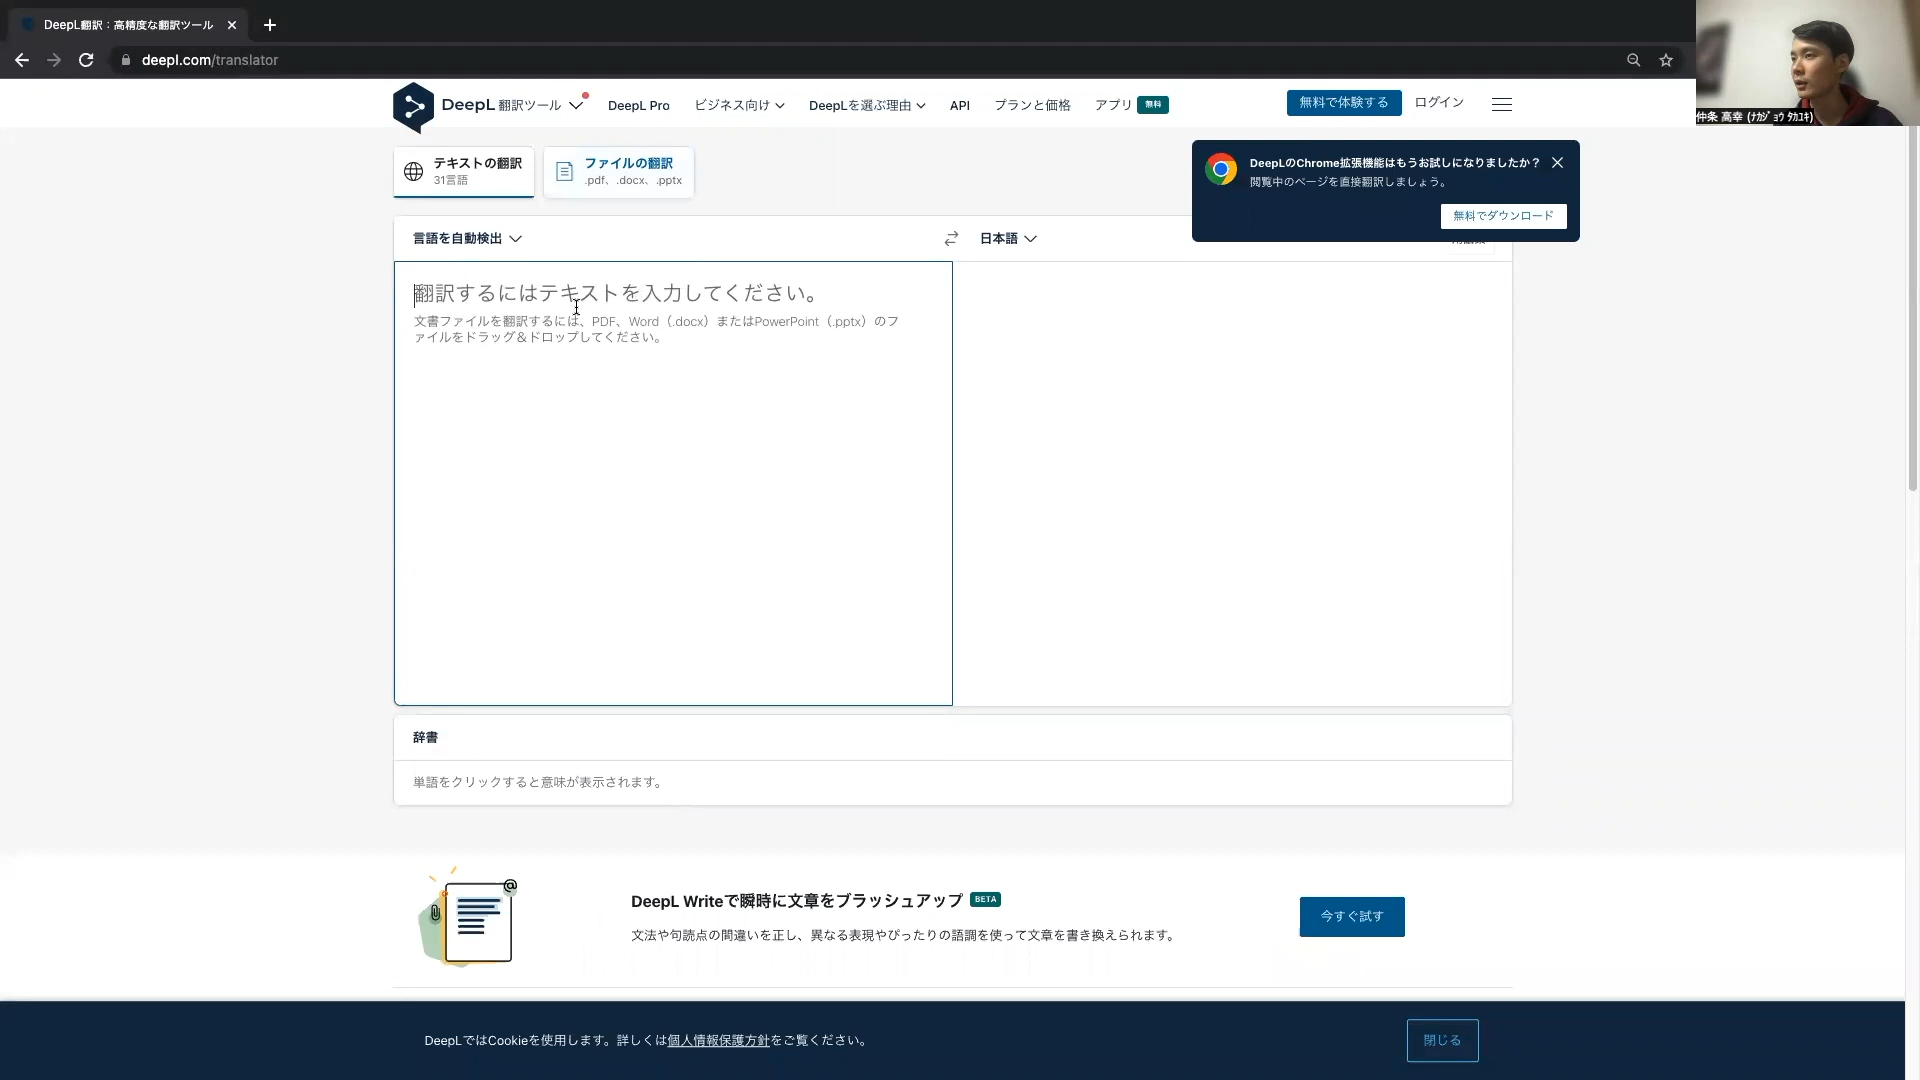 DeepL翻訳：高精度な翻訳ツール
deepl.com/translator
DeepL 翻訳ツール
DeepL Pro
ビジネス向け
DeepLを選ぶ理由
API
プランと価格
アプリ 無料
無料で体験する
ログイン
仲条 高幸 (ﾅｶｼﾞｮｳ ﾀｶﾕｷ)
テキストの翻訳
31言語
ファイルの翻訳
.pdf、.docx、.pptx
DeepLのChrome拡張機能はもうお試しになりましたか？
閲覧中のページを直接翻訳しましょう。
無料でダウンロード
言語を自動検出
日本語
翻訳するにはテキストを入力してください。
文書ファイルを翻訳するには、PDF、Word（.docx）またはPowerPoint（.pptx）のフ
ァイルをドラッグ＆ドロップしてください。
辞書
単語をクリックすると意味が表示されます。
DeepL Writeで瞬時に文章をブラッシュアップ BETA
文法や句読点の間違いを正し、異なる表現やぴったりの語調を使って文章を書き換えられます。
今すぐ試す
DeepLではCookieを使用します。詳しくは個人情報保護方針をご覧ください。
閉じる